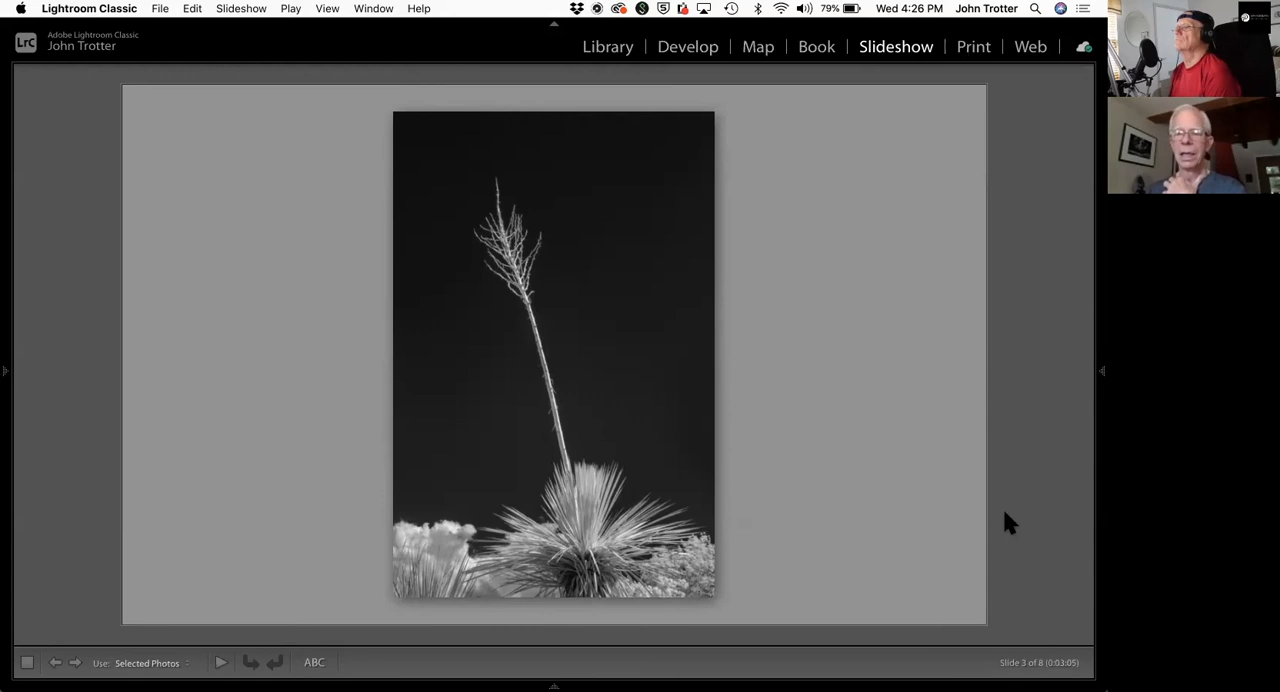 Lightroom Classic File Edit Slideshow Play View Window Help 79% Wed 4:26 PM John Trotter
LrC
Adobe Lightroom Classic
John Trotter
Library | Develop | Map | Book | Slideshow | Print | Web
Use: Selected Photos
ABC
Slide 3 of 8 (0:03:05)